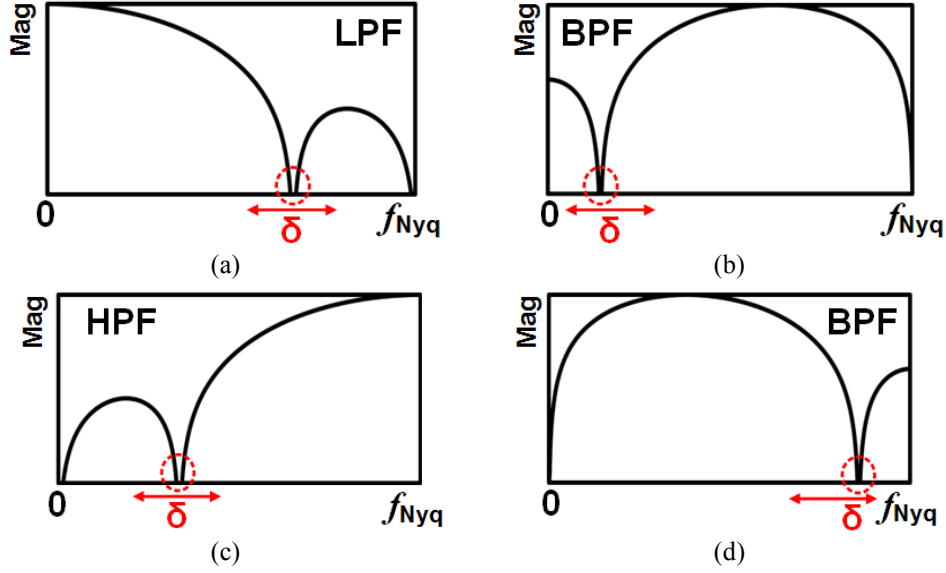 Mag
LPF
0
δ
fNyq
(a)
Mag
BPF
0
δ
fNyq
(b)
Mag
HPF
0
δ
fNyq
(c)
Mag
BPF
0
δ
fNyq
(d)